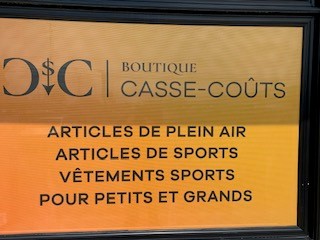 C$C
BOUTIQUE
CASSE-COÛTS
ARTICLES DE PLEIN AIR
ARTICLES DE SPORTS
VÊTEMENTS SPORTS
POUR PETITS ET GRANDS